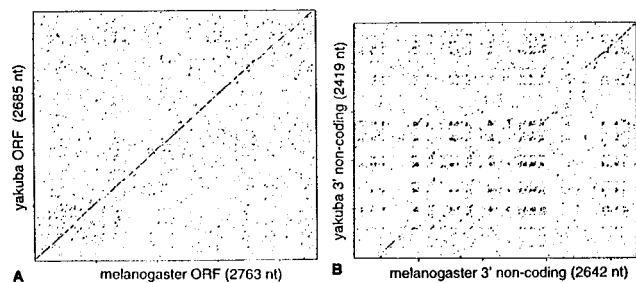 yakuba ORF (2685 nt)
A
melanogaster ORF (2763 nt)
yakuba 3' non-coding (2419 nt)
B
melanogaster 3' non-coding (2642 nt)